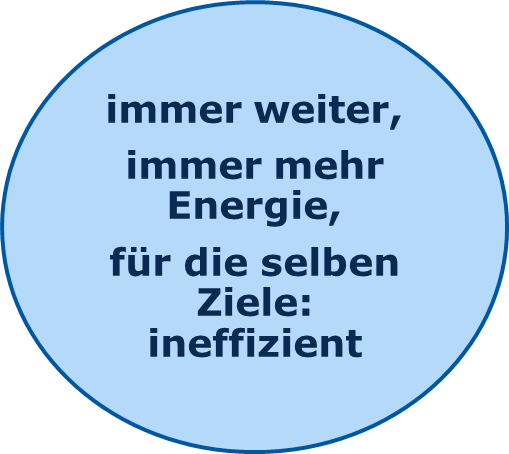 immer weiter,
immer mehr
Energie,
für die selben
Ziele:
ineffizient